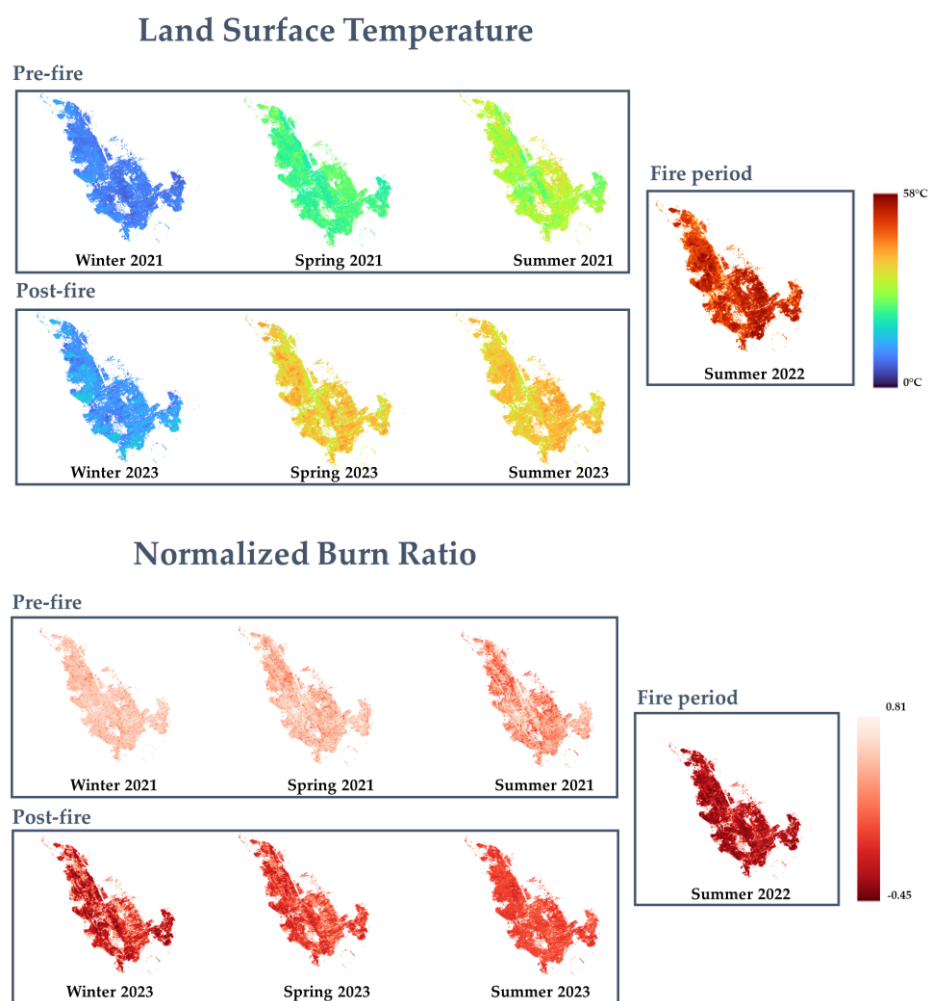 Land Surface Temperature
Pre-fire
Winter 2021
Spring 2021
Summer 2021
Post-fire
Winter 2023
Spring 2023
Summer 2023
Fire period
Summer 2022
58°C
0°C
Normalized Burn Ratio
Pre-fire
Winter 2021
Spring 2021
Summer 2021
Post-fire
Winter 2023
Spring 2023
Summer 2023
Fire period
Summer 2022
0.81
-0.45